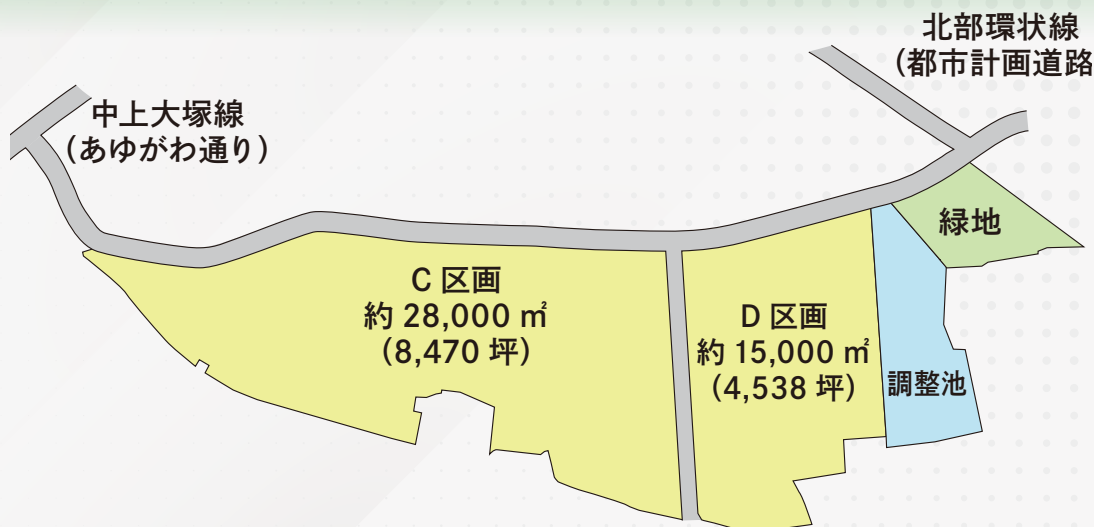 北部環状線
(都市計画道路
中上大塚線
(あゆがわ通り)
緑地
C 区画
約 28,000 ㎡
(8,470 坪)
D 区画
約 15,000 ㎡
(4,538 坪)
調整池